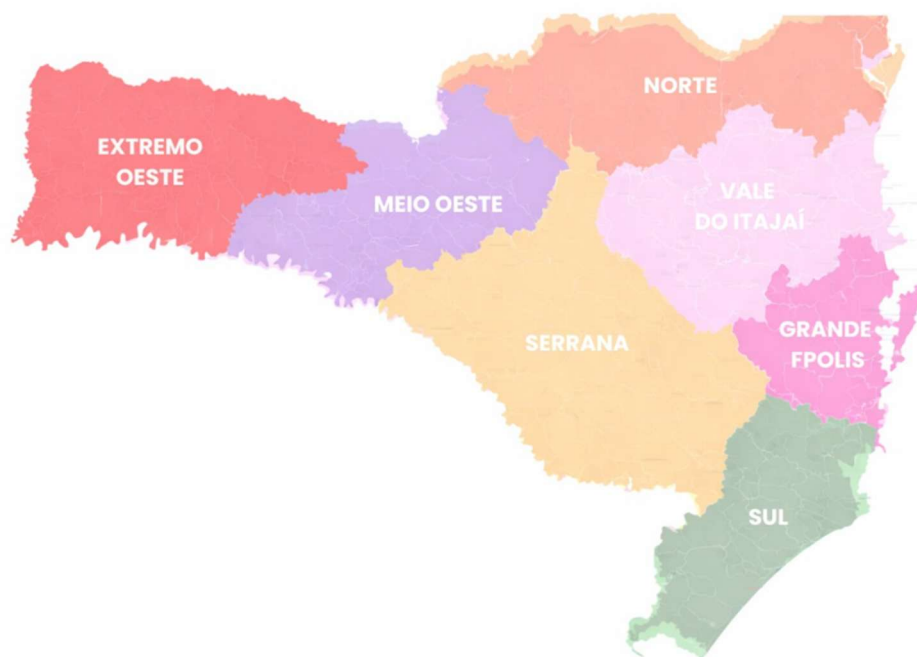 NORTE
EXTREMO
OESTE
MEIO OESTE
VALE
DO ITAJAÍ
SERRANA
GRANDE
FPOLIS
SUL